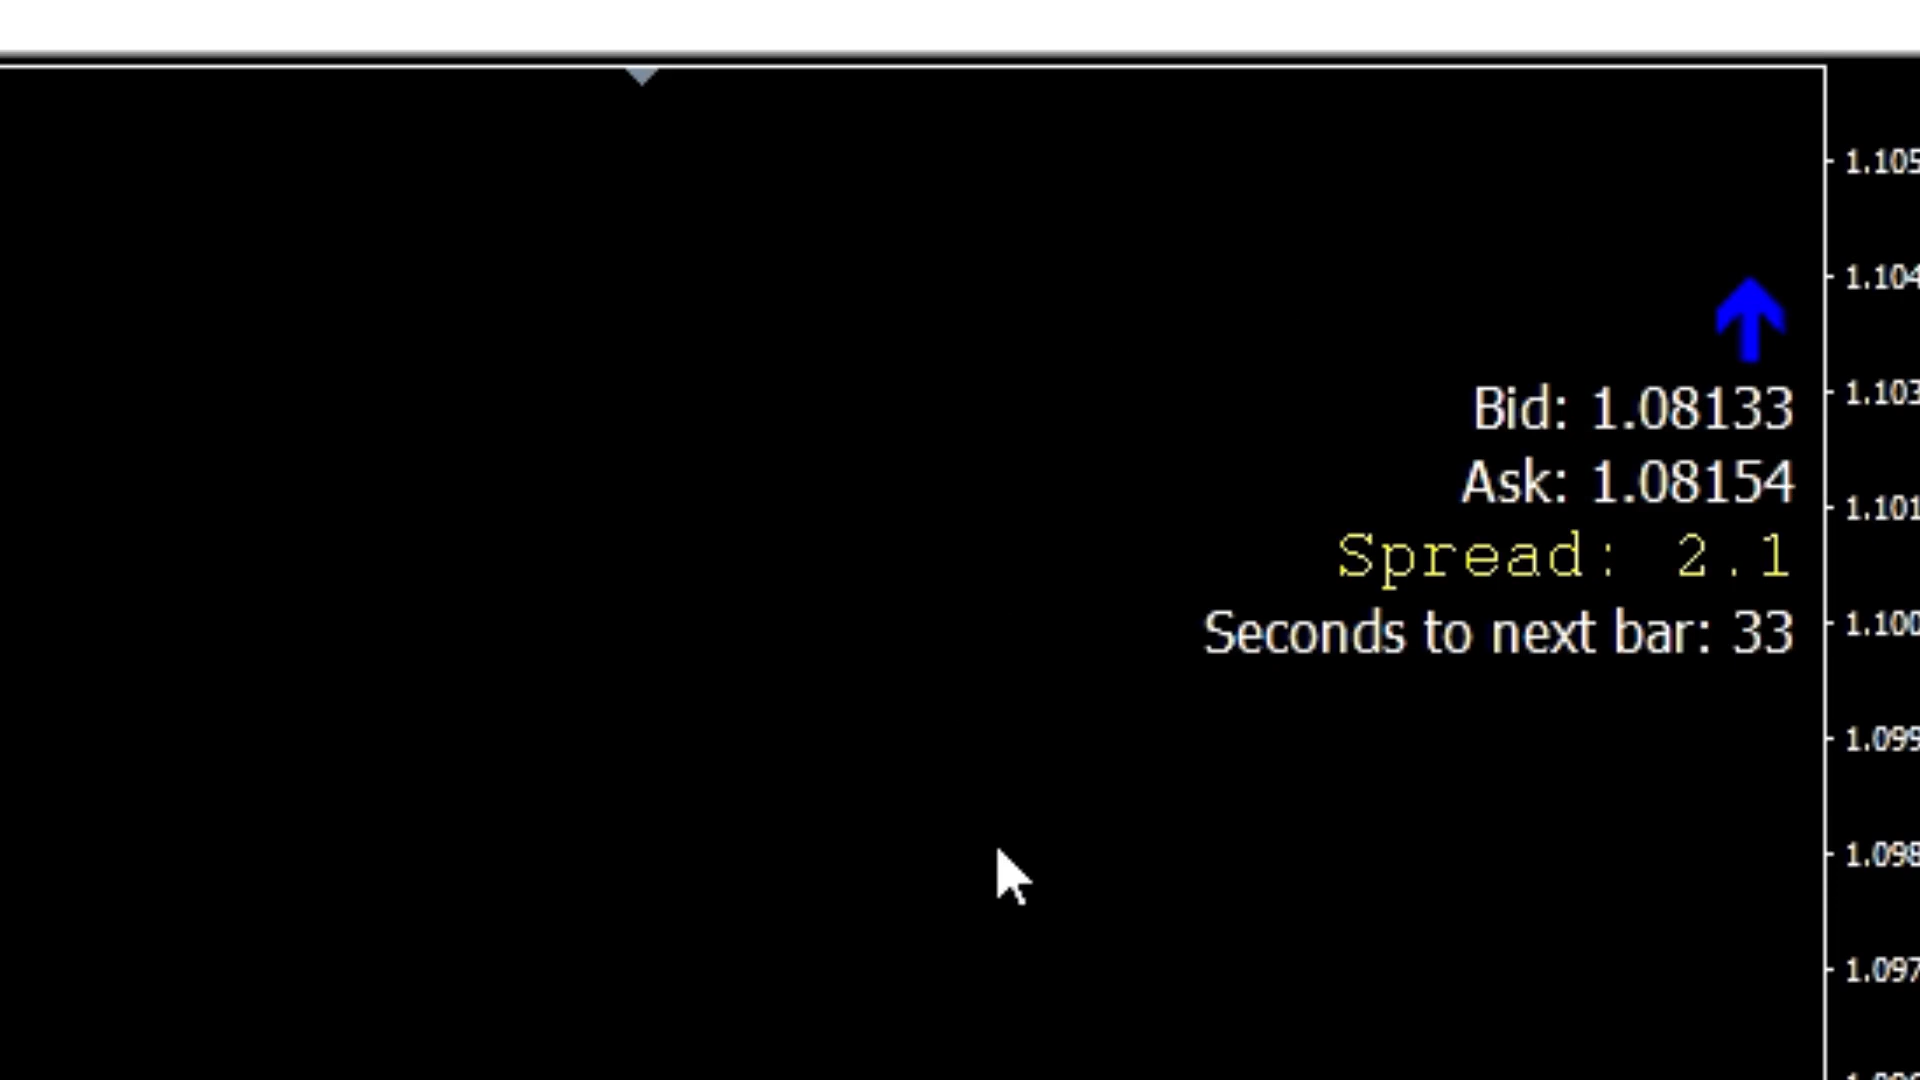 1.105
1.104
Bid: 1.08133
1.103
Ask: 1.08154
1.101
Spread: 2.1
Seconds to next bar: 33
1.100
1.099
1.098
1.097